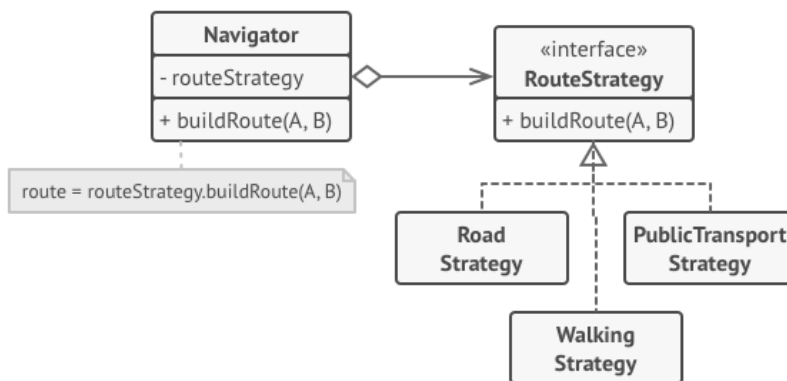 Navigator
- routeStrategy
+ buildRoute(A, B)
route = routeStrategy.buildRoute(A, B)
«interface»
RouteStrategy
+ buildRoute(A, B)
Road
Strategy
PublicTransport
Strategy
Walking
Strategy